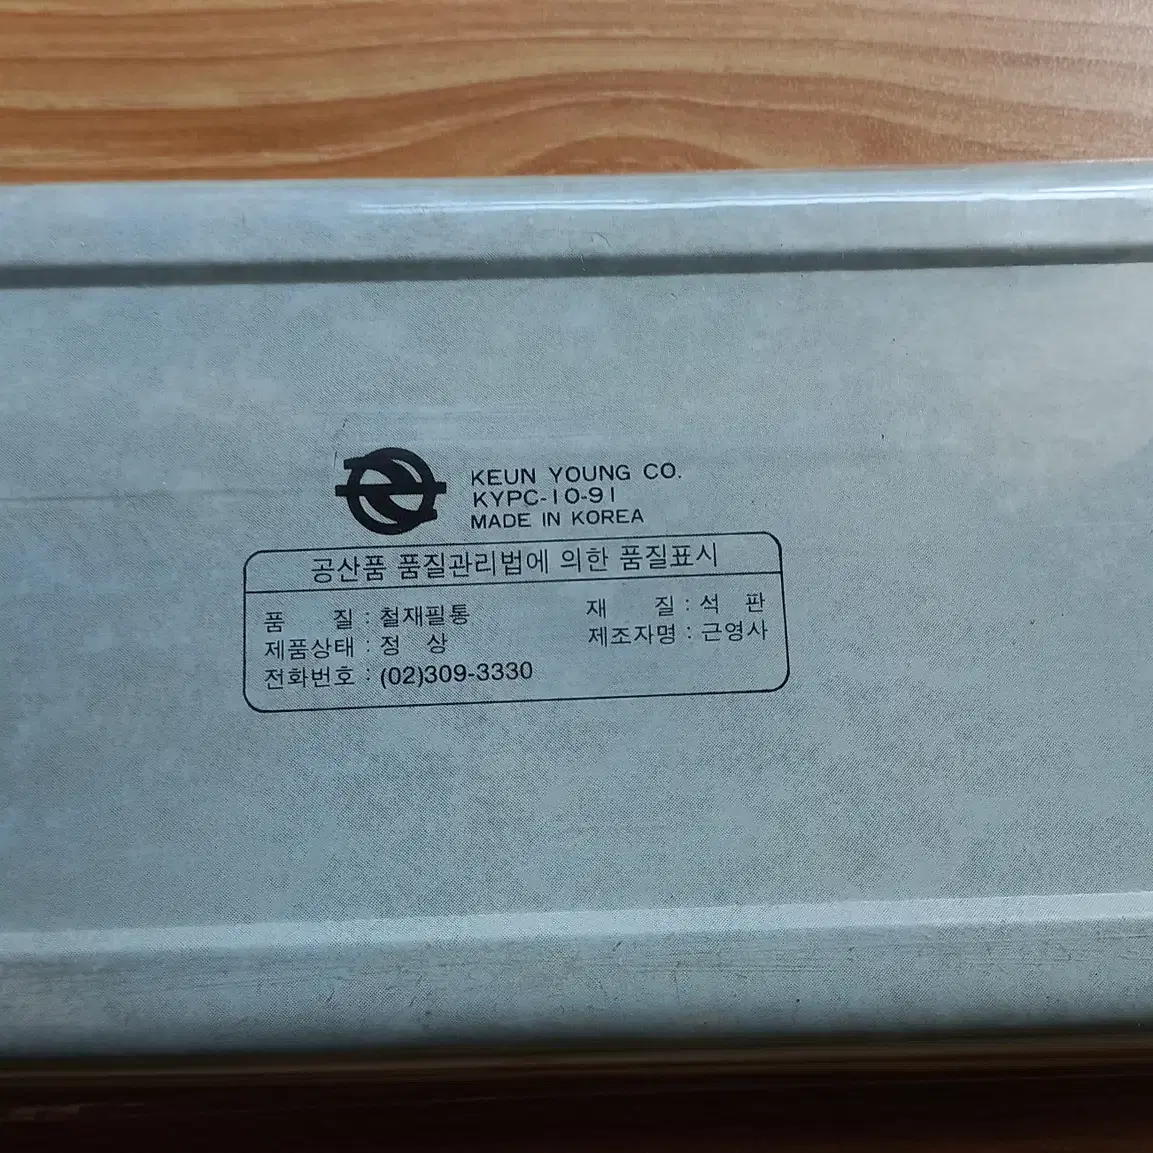 KEUN YOUNG CO.
KYPC-10-91
MADE IN KOREA
공산품 품질관리법에 의한 품질표시
품 질 : 철재필통 재 질 : 석 판
제품상태 : 정 상 제조자명 : 근영사
전화번호 : (02)309-3330